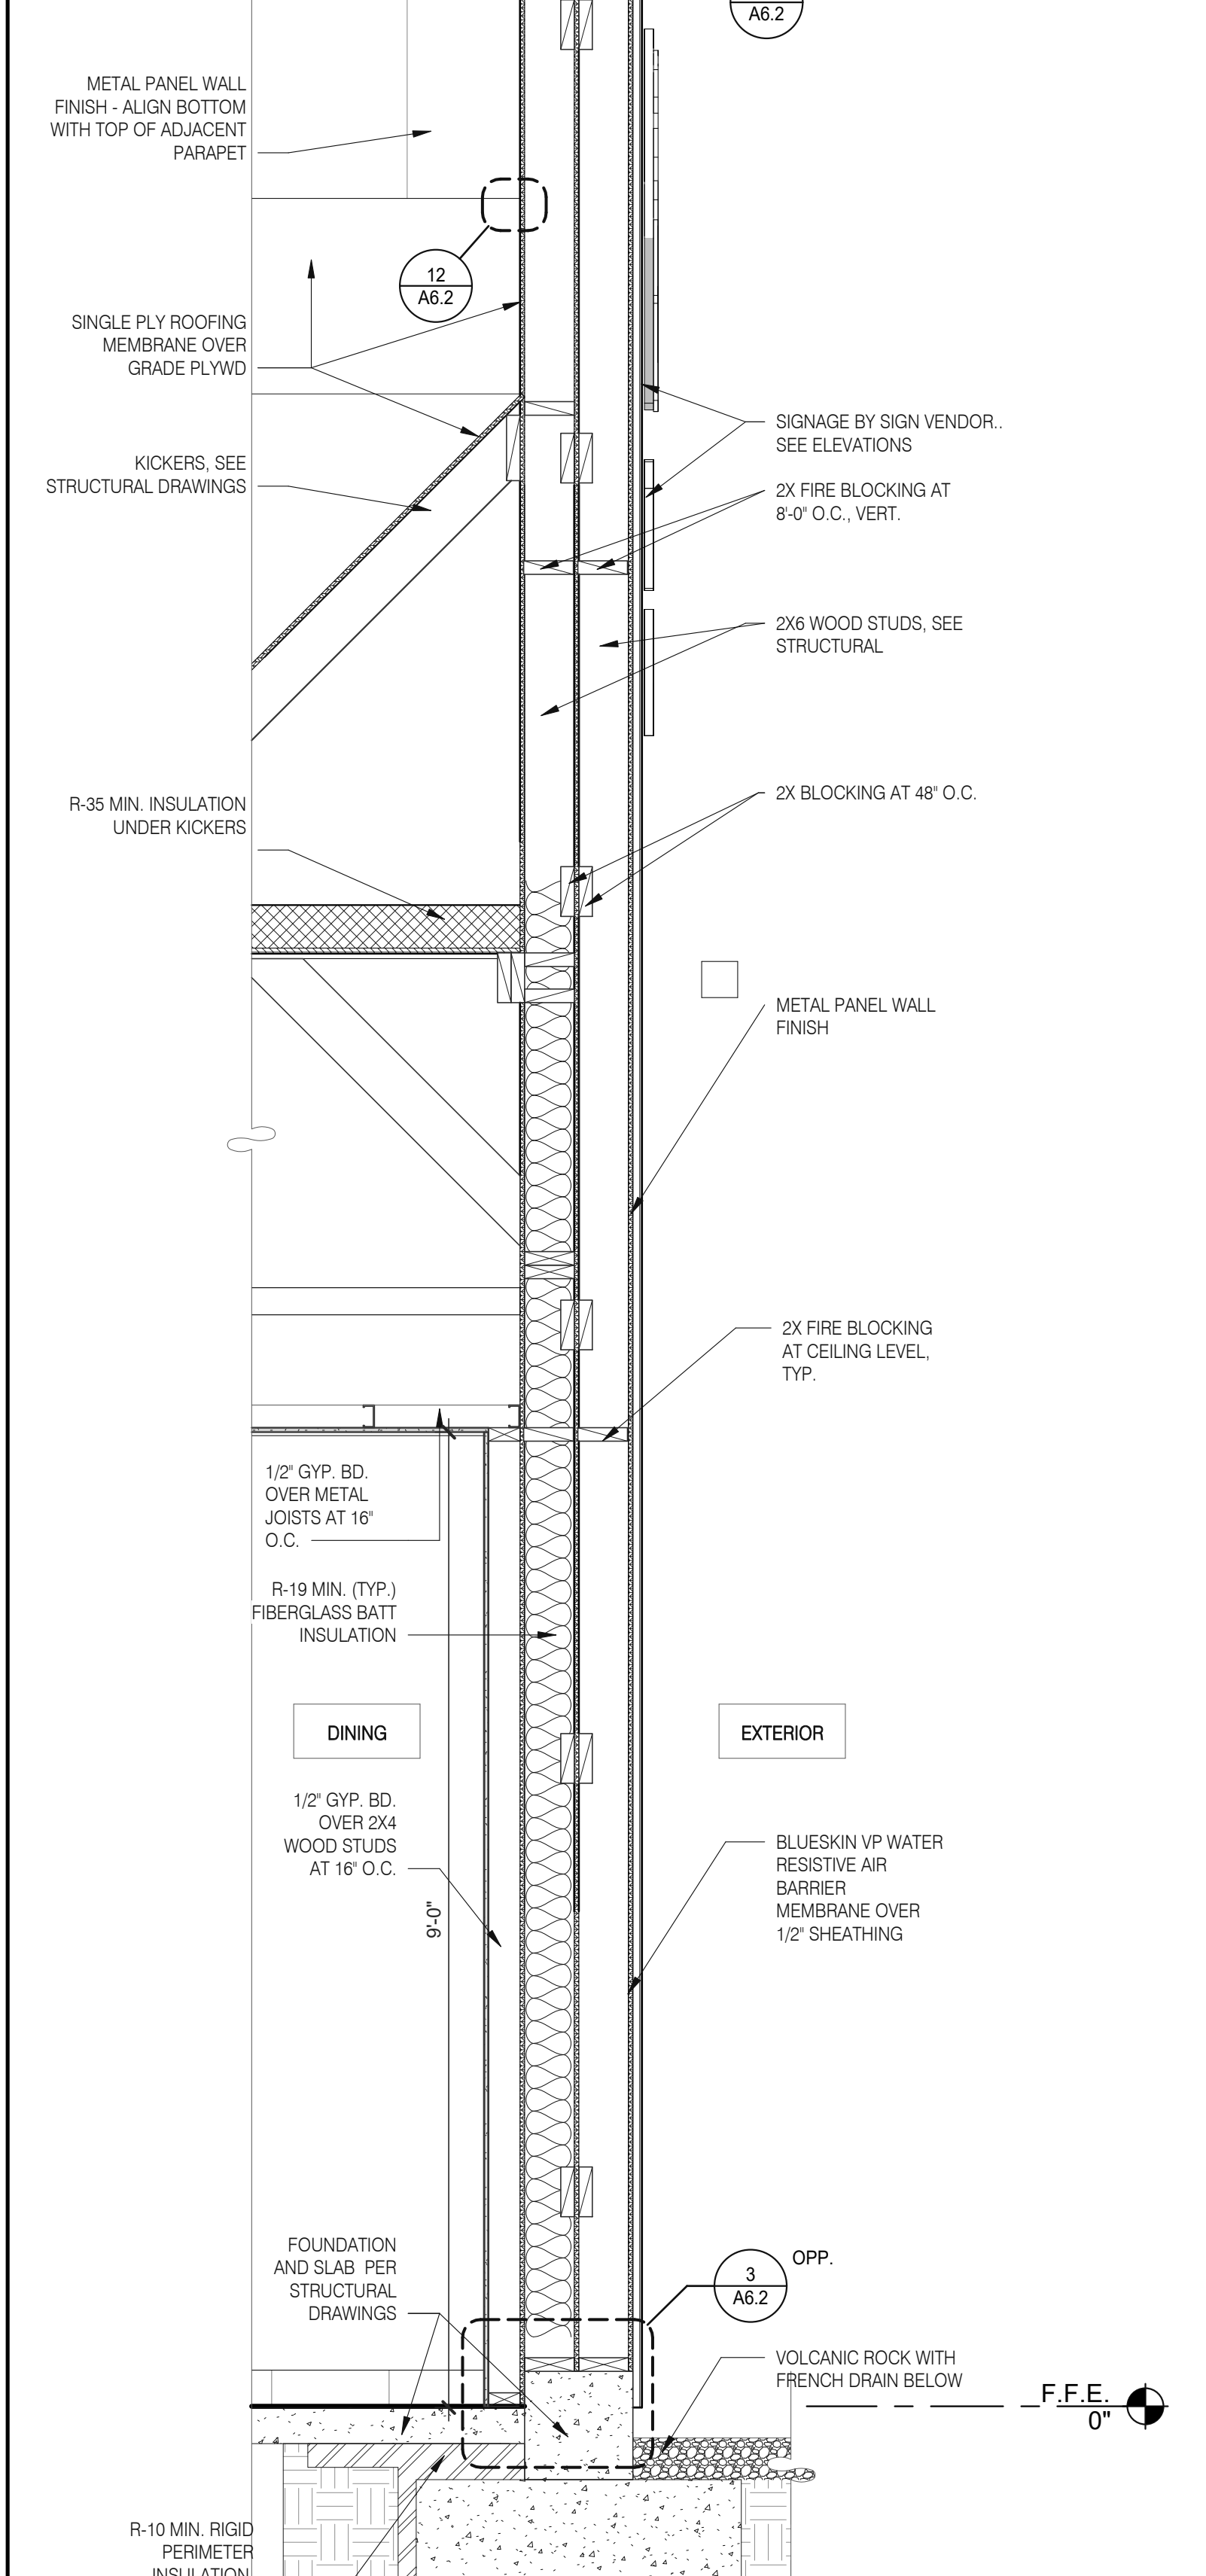 A6.2
METAL PANEL WALL
FINISH - ALIGN BOTTOM
WITH TOP OF ADJACENT
PARAPET
12
A6.2
SINGLE PLY ROOFING
MEMBRANE OVER
GRADE PLYWD
SIGNAGE BY SIGN VENDOR..
SEE ELEVATIONS
KICKERS, SEE
STRUCTURAL DRAWINGS
2X FIRE BLOCKING AT
8'-0" O.C., VERT.
2X6 WOOD STUDS, SEE
STRUCTURAL
2X BLOCKING AT 48" O.C.
R-35 MIN. INSULATION
UNDER KICKERS
METAL PANEL WALL
FINISH
2X FIRE BLOCKING
AT CEILING LEVEL,
TYP.
1/2" GYP. BD.
OVER METAL
JOISTS AT 16"
O.C.
R-19 MIN. (TYP.)
FIBERGLASS BATT
INSULATION
DINING
EXTERIOR
1/2" GYP. BD.
OVER 2X4
WOOD STUDS
AT 16" O.C.
9'-0"
BLUESKIN VP WATER
RESISTIVE AIR
BARRIER
MEMBRANE OVER
1/2" SHEATHING
FOUNDATION
AND SLAB PER
STRUCTURAL
DRAWINGS
3
A6.2
OPP.
VOLCANIC ROCK WITH
FRENCH DRAIN BELOW
F.F.E.
0"
R-10 MIN. RIGID
PERIMETER
INSULATION